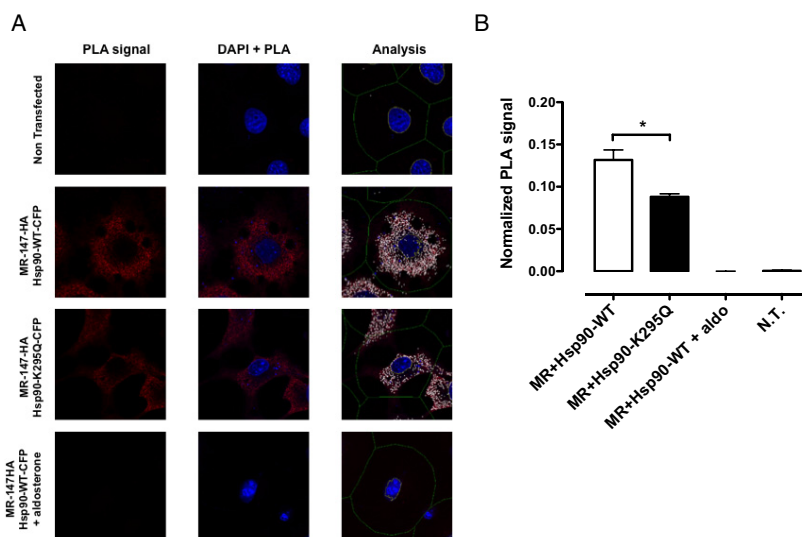 A
B
PLA signal
DAPI + PLA
Analysis
Non Transfected
MR-147-HA
Hsp90-WT-CFP
MR-147-HA
Hsp90-K295Q-CFP
MR-147HA
Hsp90-WT-CFP
+ aldosterone
Normalized PLA signal
0.20
0.15
0.10
0.05
0.00
*
MR+Hsp90-WT
MR+Hsp90-K295Q
MR+Hsp90-WT + aldo
N.T.